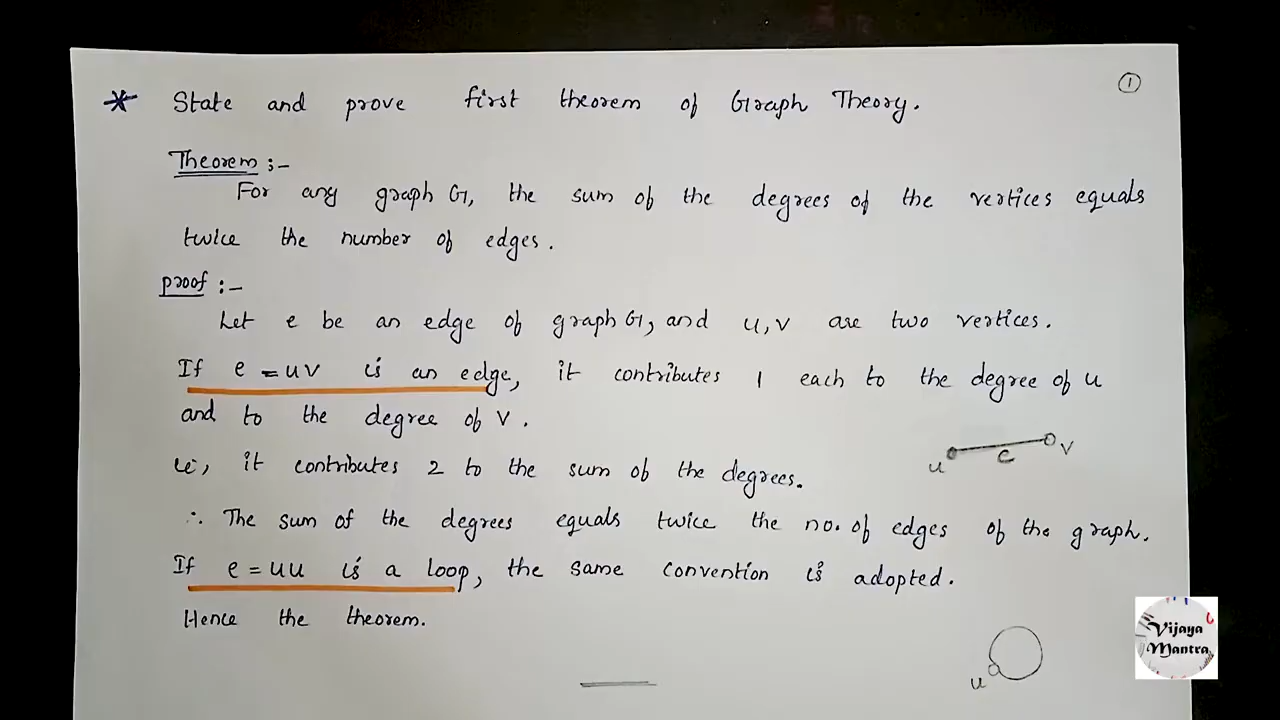 ①
* State and prove first theorem of Graph Theory.
Theorem :-
For any graph G, the sum of the degrees of the vertices equals
twice the number of edges.
proof :-
Let e be an edge of graph G, and u, v are two vertices.
If e = uv is an edge, it contributes 1 each to the degree of u
and to the degree of v.
ie, it contributes 2 to the sum of the degrees.
u e v
∴ The sum of the degrees equals twice the no. of edges of the graph.
If e = uu is a loop, the same convention is adopted.
Hence the theorem.
u
Vijaya
Mantra